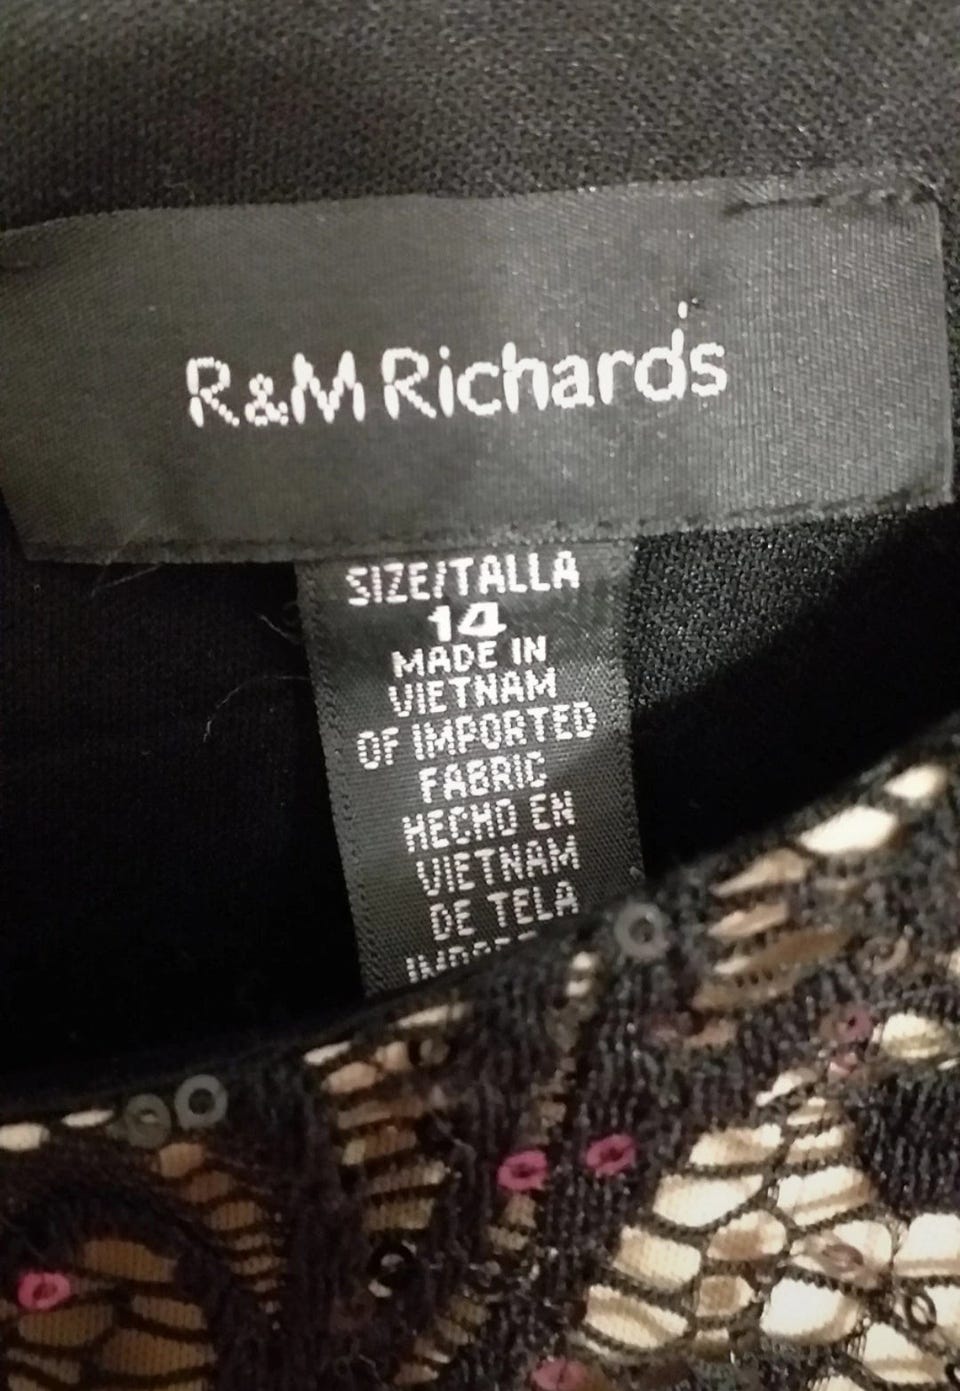 R&M Richards
SIZE/TALLA
14
MADE IN
VIETNAM
OF IMPORTED
FABRIC
HECHO EN
VIETNAM
DE TELA